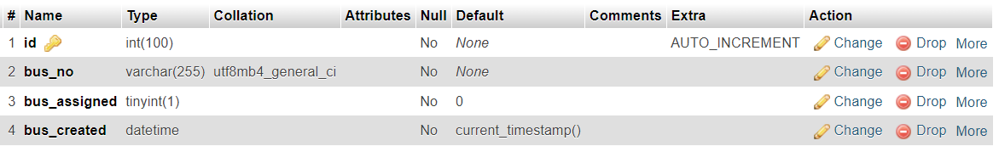 # Name Type Collation Attributes Null Default Comments Extra Action
1 id int(100) No None AUTO_INCREMENT Change Drop More
2 bus_no varchar(255) utf8mb4_general_ci No None Change Drop More
3 bus_assigned tinyint(1) No 0 Change Drop More
4 bus_created datetime No current_timestamp() Change Drop More